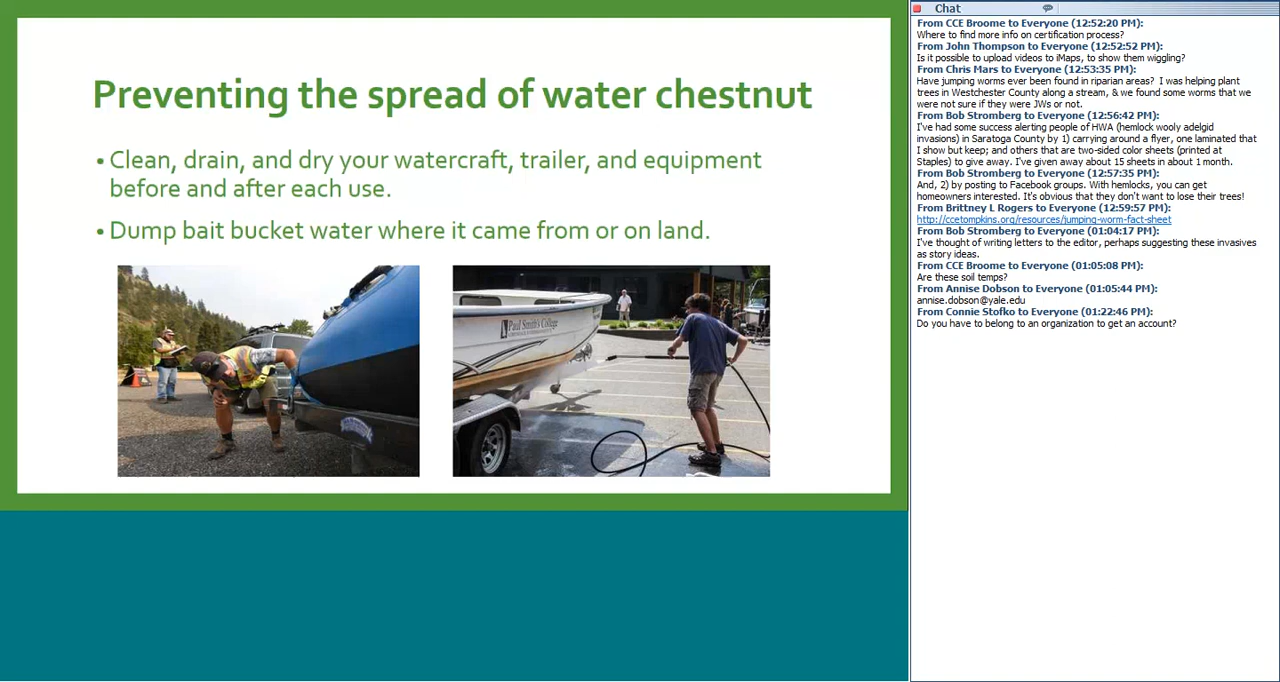 Preventing the spread of water chestnut
• Clean, drain, and dry your watercraft, trailer, and equipment
before and after each use.
• Dump bait bucket water where it came from or on land.
Paul Smith's College
Chat
From CCE Broome to Everyone (12:52:20 PM):
Where to find more info on certification process?
From John Thompson to Everyone (12:52:52 PM):
Is it possible to upload videos to iMaps, to show them wiggling?
From Chris Mars to Everyone (12:53:35 PM):
Have jumping worms ever been found in riparian areas? I was helping plant
trees in Westchester County along a stream, & we found some worms that we
were not sure if they were JWs or not.
From Bob Stromberg to Everyone (12:56:42 PM):
I've had some success alerting people of HWA (hemlock wooly adelgid
invasions) in Saratoga County by 1) carrying around a flyer, one laminated that
I show but keep; and others that are two-sided color sheets (printed at
Staples) to give away. I've given away about 15 sheets in about 1 month.
From Bob Stromberg to Everyone (12:57:35 PM):
And, 2) by posting to Facebook groups. With hemlocks, you can get
homeowners interested. It's obvious that they don't want to lose their trees!
From Brittney L Rogers to Everyone (12:59:57 PM):
http://ccetompkins.org/resources/jumping-worm-fact-sheet
From Bob Stromberg to Everyone (01:04:17 PM):
I've thought of writing letters to the editor, perhaps suggesting these invasives
as story ideas.
From CCE Broome to Everyone (01:05:08 PM):
Are these soil temps?
From Annise Dobson to Everyone (01:05:44 PM):
annise.dobson@yale.edu
From Connie Stofko to Everyone (01:22:46 PM):
Do you have to belong to an organization to get an account?